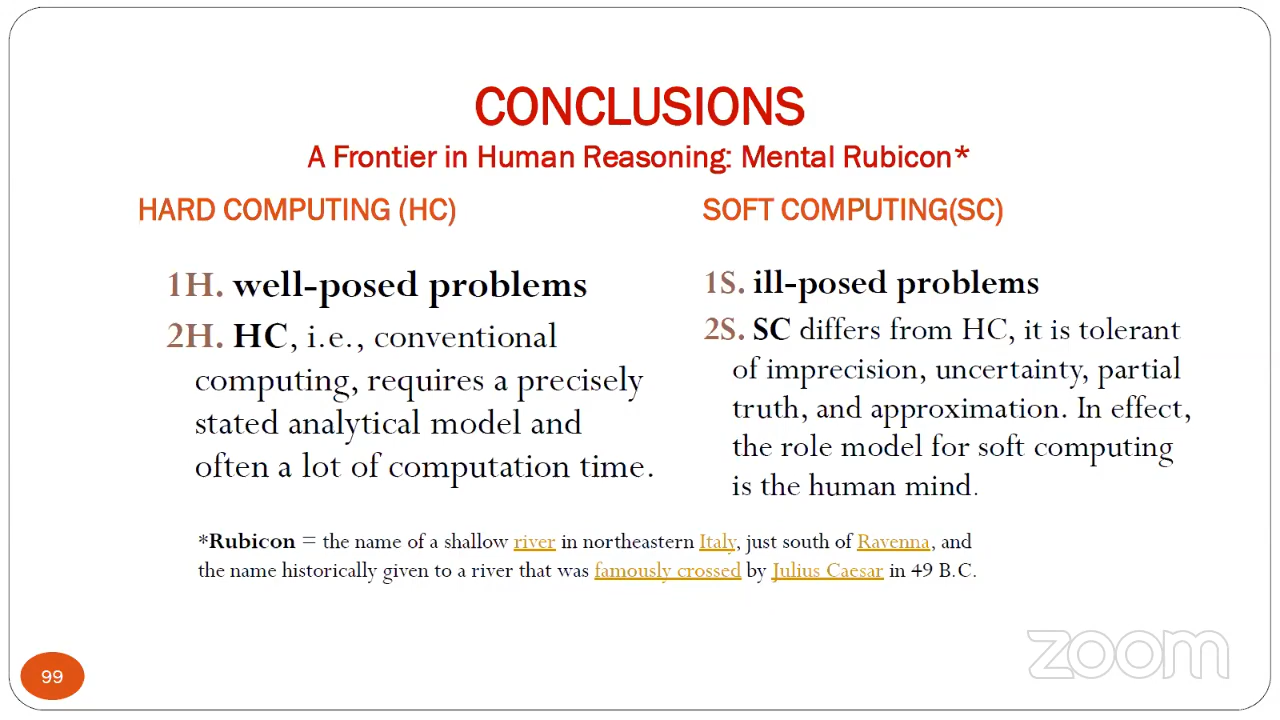 CONCLUSIONS
A Frontier in Human Reasoning: Mental Rubicon*
HARD COMPUTING (HC)
1H. well-posed problems
2H. HC, i.e., conventional
computing, requires a precisely
stated analytical model and
often a lot of computation time.
SOFT COMPUTING(SC)
1S. ill-posed problems
2S. SC differs from HC, it is tolerant
of imprecision, uncertainty, partial
truth, and approximation. In effect,
the role model for soft computing
is the human mind.
*Rubicon = the name of a shallow river in northeastern Italy, just south of Ravenna, and
the name historically given to a river that was famously crossed by Julius Caesar in 49 B.C.
99
zoom